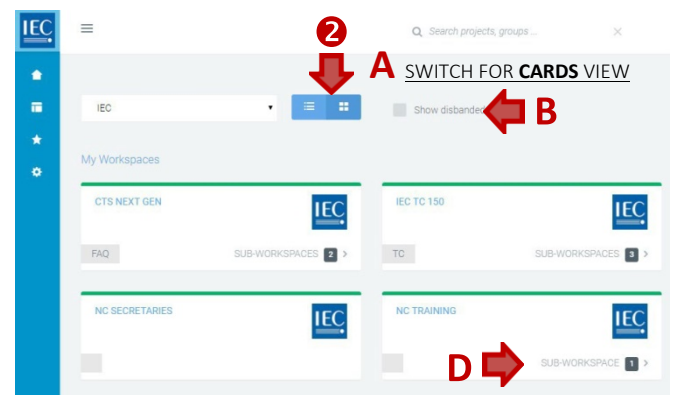 IEC
2
Search projects, groups ...
A SWITCH FOR CARDS VIEW
IEC
Show disbanded
B
My Workspaces
CTS NEXT GEN
IEC
FAQ
SUB-WORKSPACES 2
IEC TC 150
IEC
TC
SUB-WORKSPACES 3
NC SECRETARIES
IEC
NC TRAINING
IEC
D
SUB-WORKSPACE 1